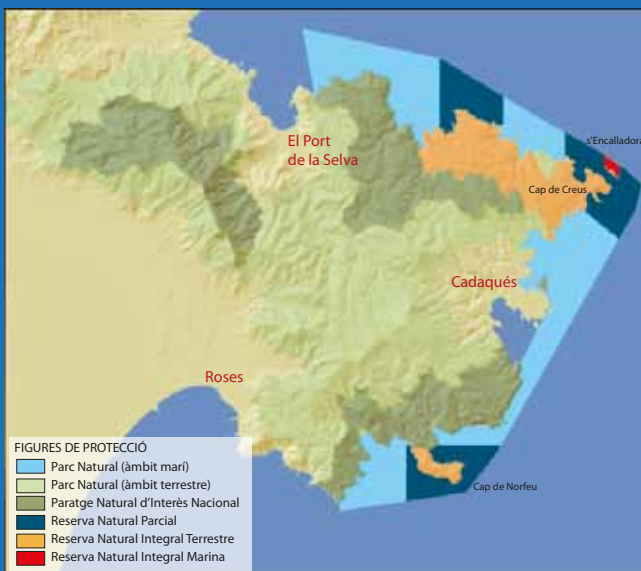 s'Encalladora
El Port
de la Selva
Cap de Creus
Cadaqués
Roses
Cap de Norfeu
FIGURES DE PROTECCIÓ
Parc Natural (àmbit marí)
Parc Natural (àmbit terrestre)
Paratge Natural d'Interès Nacional
Reserva Natural Parcial
Reserva Natural Integral Terrestre
Reserva Natural Integral Marina